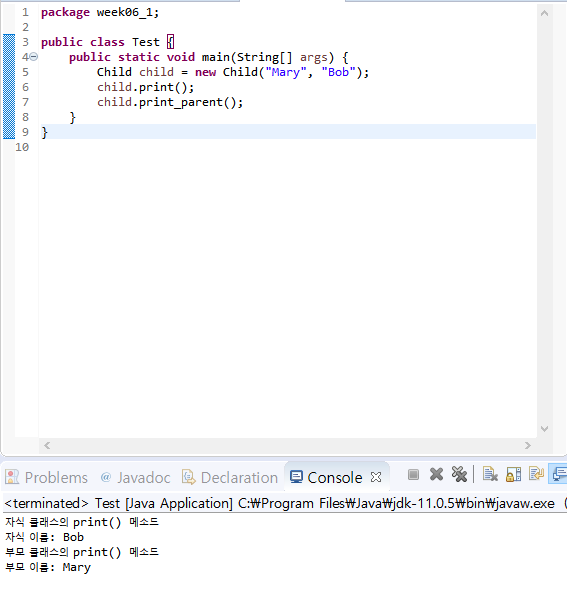 1 package week06_1;
2
3 public class Test {
4 public static void main(String[] args) {
5 Child child = new Child("Mary", "Bob");
6 child.print();
7 child.print_parent();
8 }
9 }
10
Problems @ Javadoc Declaration Console
<terminated> Test [Java Application] C:₩Program Files₩Java₩jdk-11.0.5₩bin₩javaw.exe (
자식 클래스의 print() 메소드
자식 이름: Bob
부모 클래스의 print() 메소드
부모 이름: Mary